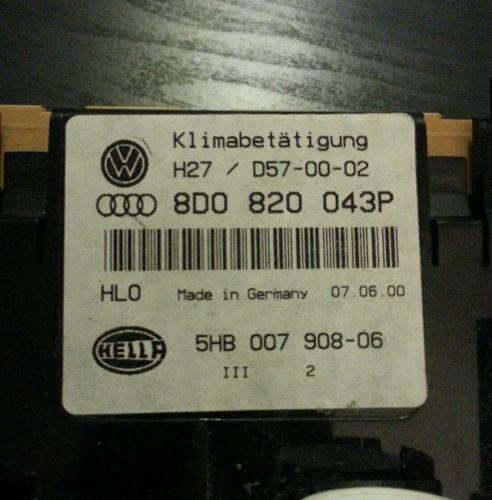 Klimabetätigung
H27 / D57-00-02
8D0 820 043P
HLO Made in Germany 07.06.00
HELLA 5HB 007 908-06
III 2